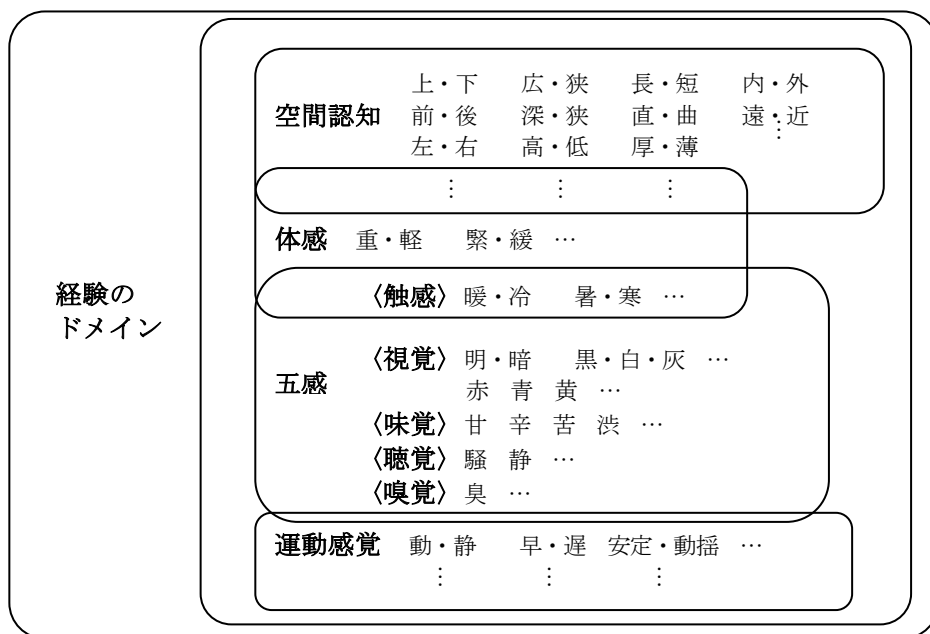 上・下 広・狭 長・短 内・外
空間認知 前・後 深・狭 直・曲 遠・近
左・右 高・低 厚・薄 ⋮
⋮ ⋮ ⋮
体感 重・軽 緊・緩 …
経験の
ドメイン
〈触感〉 暖・冷 暑・寒 …
〈視覚〉 明・暗 黒・白・灰 …
五感
赤 青 黄 …
〈味覚〉 甘 辛 苦 渋 …
〈聴覚〉 騒 静 …
〈嗅覚〉 臭 …
運動感覚 動・静 早・遅 安定・動揺 …
⋮ ⋮ ⋮